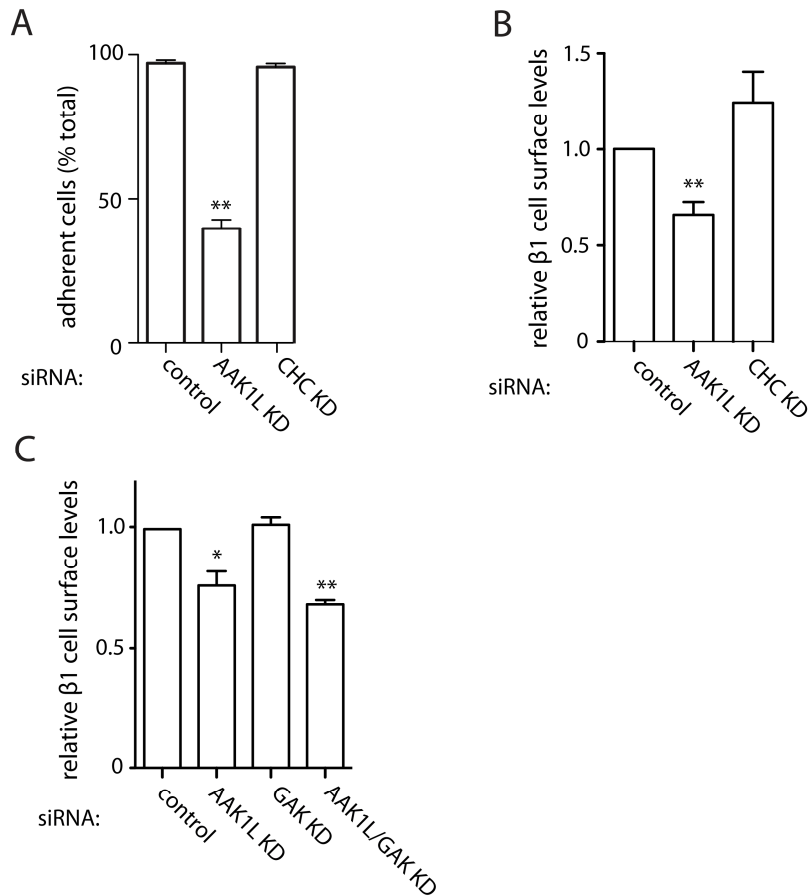 A
adherent cells (% total)
100
50
0
**
siRNA:
control
AAK1L KD
CHC KD
B
relative β1 cell surface levels
1.5
1.0
0.5
0
**
siRNA:
control
AAK1L KD
CHC KD
C
relative β1 cell surface levels
1.0
0.5
0
*
**
siRNA:
control
AAK1L KD
GAK KD
AAK1L/GAK KD